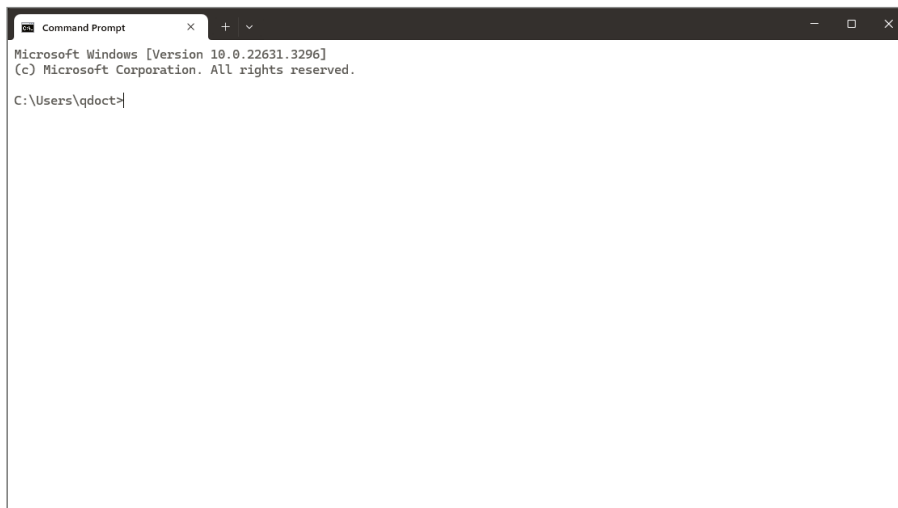 Command Prompt
Microsoft Windows [Version 10.0.22631.3296]
(c) Microsoft Corporation. All rights reserved.
C:\Users\qdoct>